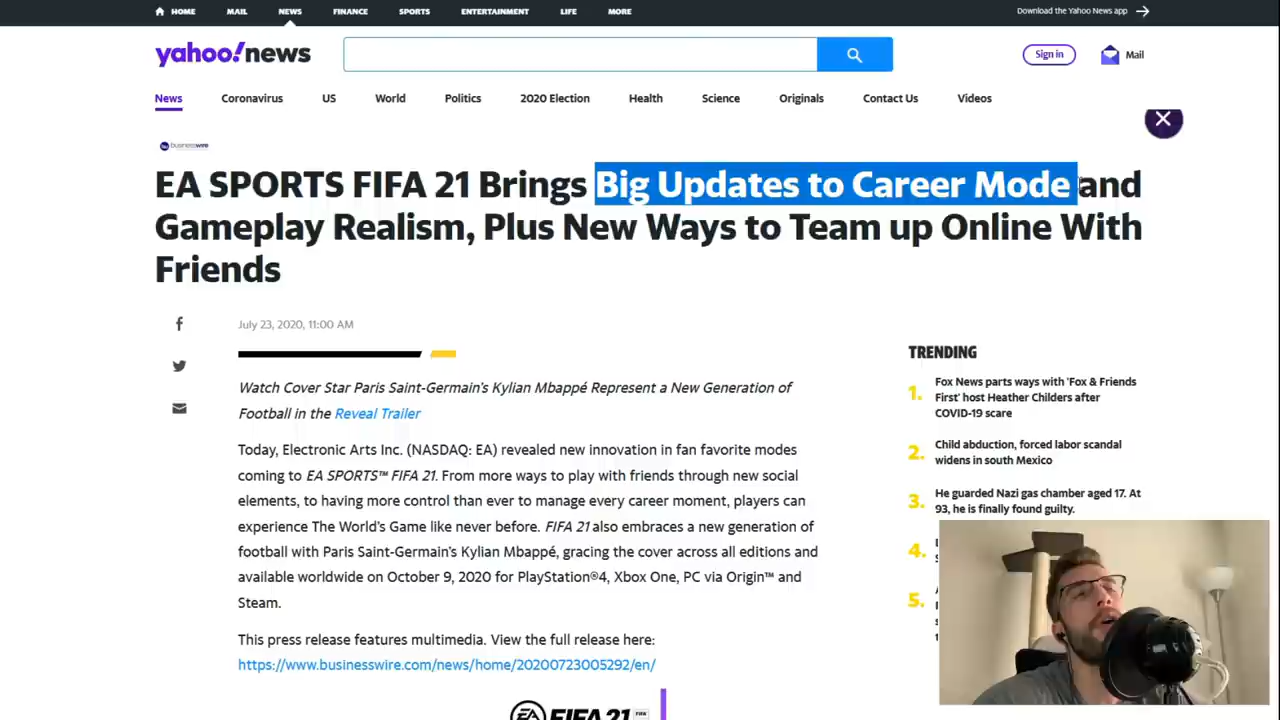 HOME MAIL NEWS FINANCE SPORTS ENTERTAINMENT LIFE MORE Download the Yahoo News app
yahoo!news
Sign in Mail
News Coronavirus US World Politics 2020 Election Health Science Originals Contact Us Videos
businesswire
EA SPORTS FIFA 21 Brings Big Updates to Career Mode and
Gameplay Realism, Plus New Ways to Team up Online With
Friends
July 23, 2020, 11:00 AM
Watch Cover Star Paris Saint-Germain's Kylian Mbappé Represent a New Generation of
Football in the Reveal Trailer
Today, Electronic Arts Inc. (NASDAQ: EA) revealed new innovation in fan favorite modes
coming to EA SPORTS™ FIFA 21. From more ways to play with friends through new social
elements, to having more control than ever to manage every career moment, players can
experience The World's Game like never before. FIFA 21 also embraces a new generation of
football with Paris Saint-Germain's Kylian Mbappé, gracing the cover across all editions and
available worldwide on October 9, 2020 for PlayStation®4, Xbox One, PC via Origin™ and
Steam.
This press release features multimedia. View the full release here:
https://www.businesswire.com/news/home/20200723005292/en/
EA FIFA 21
TRENDING
1. Fox News parts ways with 'Fox & Friends
First' host Heather Childers after
COVID-19 scare
2. Child abduction, forced labor scandal
widens in south Mexico
3. He guarded Nazi gas chamber aged 17. At
93, he is finally found guilty.
4.
5.